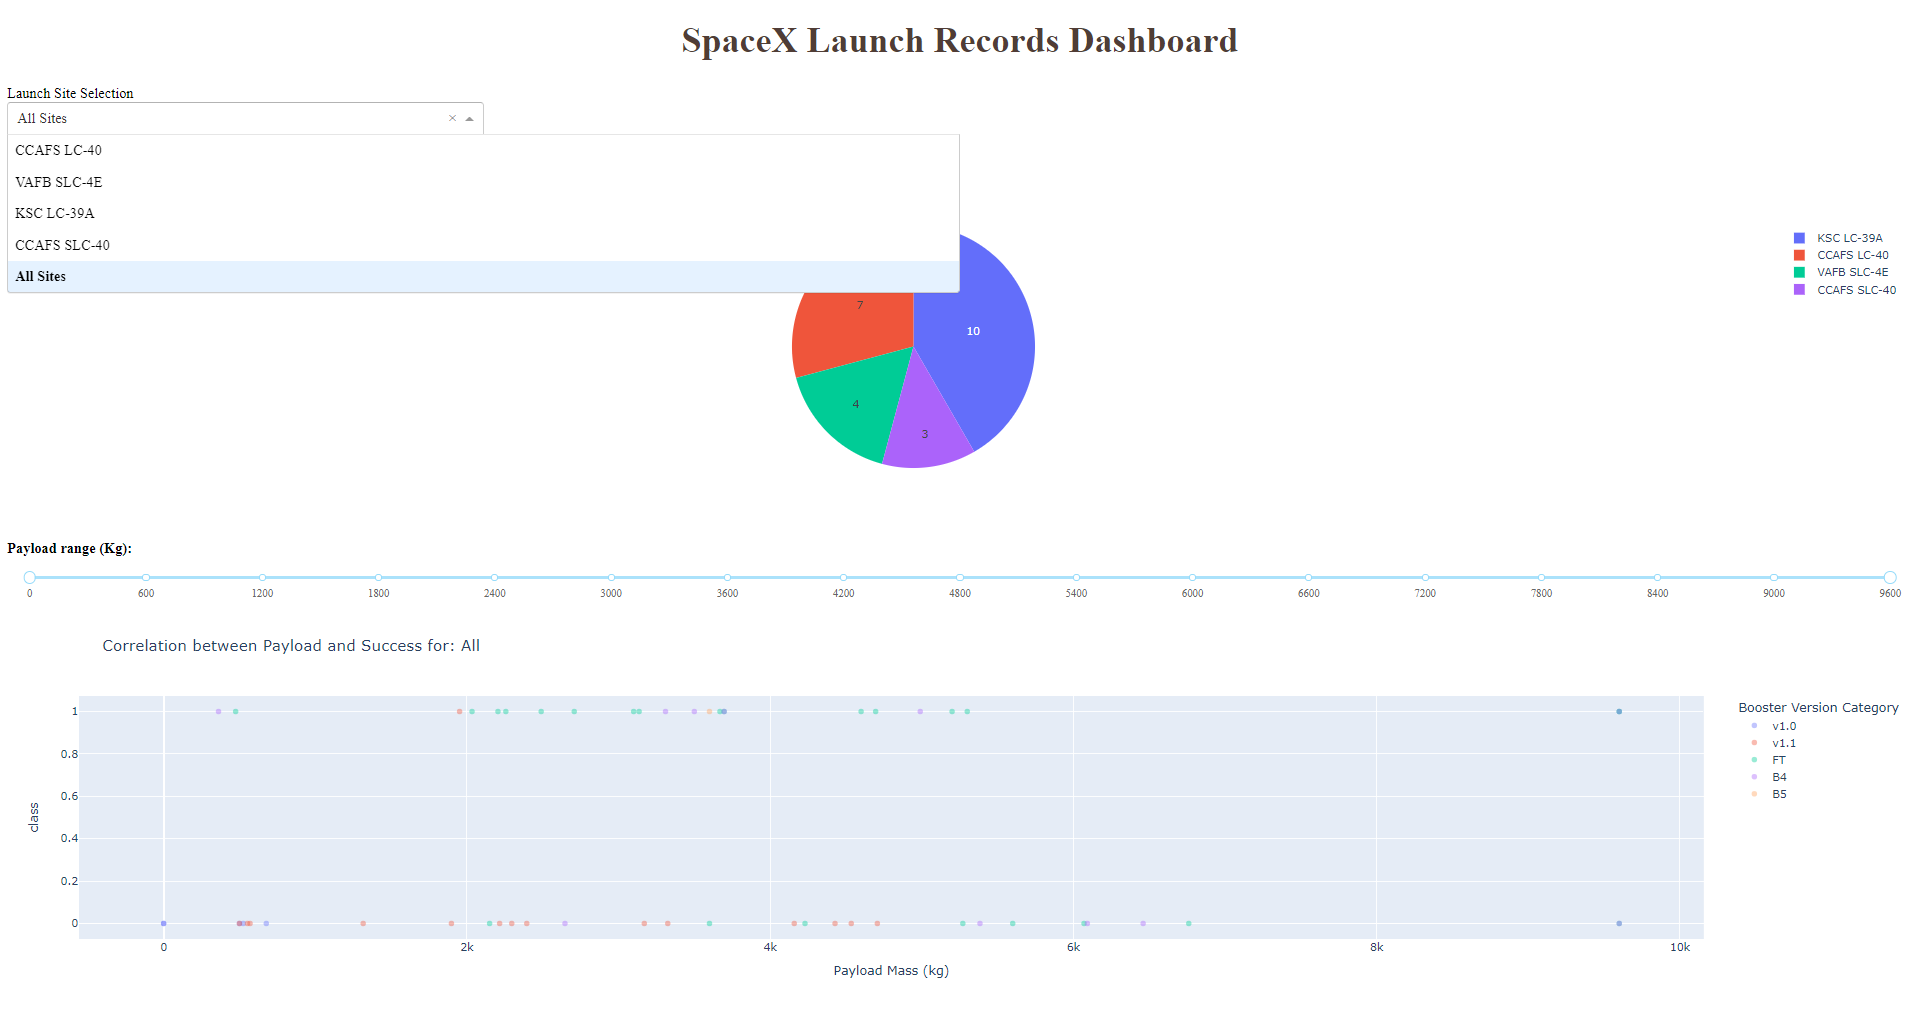 SpaceX Launch Records Dashboard
Launch Site Selection
All Sites ×
CCAFS LC-40
VAFB SLC-4E
KSC LC-39A
CCAFS SLC-40
All Sites
KSC LC-39A
CCAFS LC-40
VAFB SLC-4E
CCAFS SLC-40
7
10
4
3
Payload range (Kg):
0 600 1200 1800 2400 3000 3600 4200 4800 5400 6000 6600 7200 7800 8400 9000 9600
Correlation between Payload and Success for: All
1
0.8
0.6
0.4
0.2
0
class
0 2k 4k 6k 8k 10k
Payload Mass (kg)
Booster Version Category
v1.0
v1.1
FT
B4
B5